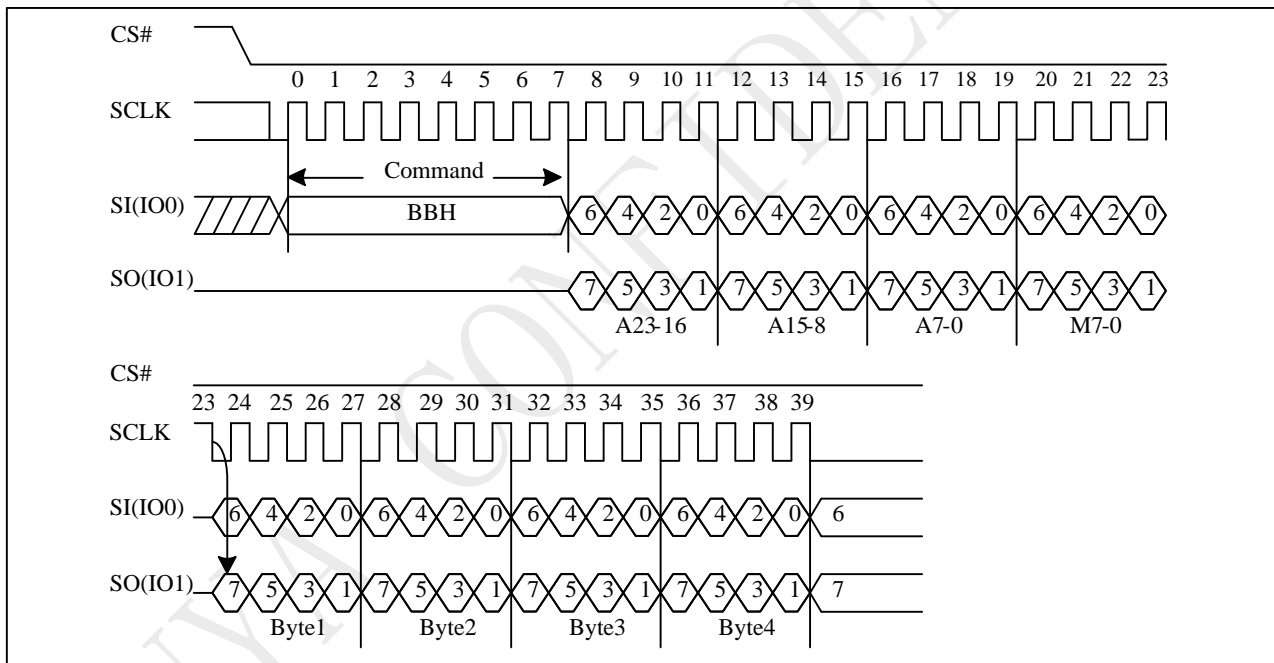 CS#
0 1 2 3 4 5 6 7 8 9 10 11 12 13 14 15 16 17 18 19 20 21 22 23
SCLK
Command
SI(IO0) BBH 6 4 2 0 6 4 2 0 6 4 2 0 6 4 2 0
SO(IO1) 7 5 3 1 7 5 3 1 7 5 3 1 7 5 3 1
A23-16 A15-8 A7-0 M7-0
CS#
23 24 25 26 27 28 29 30 31 32 33 34 35 36 37 38 39
SCLK
SI(IO0) 6 4 2 0 6 4 2 0 6 4 2 0 6 4 2 0 6
SO(IO1) 7 5 3 1 7 5 3 1 7 5 3 1 7 5 3 1 7
Byte1 Byte2 Byte3 Byte4